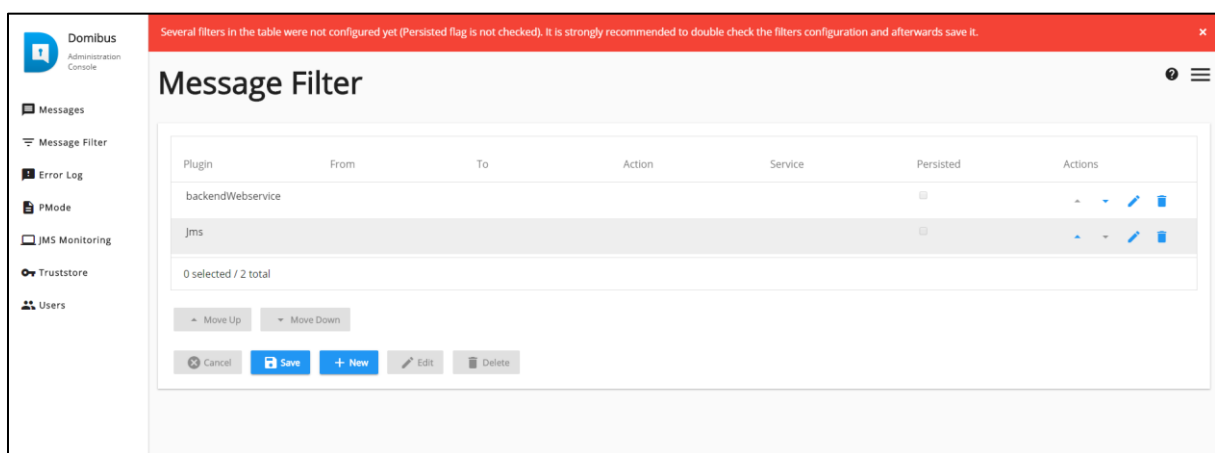 Domibus
Administration
Console
Several filters in the table were not configured yet (Persisted flag is not checked). It is strongly recommended to double check the filters configuration and afterwards save it.
Message Filter
Messages
Message Filter
Error Log
PMode
JMS Monitoring
Truststore
Users
Plugin From To Action Service Persisted Actions
backendWebservice
Jms
0 selected / 2 total
Move Up Move Down
Cancel Save + New Edit Delete